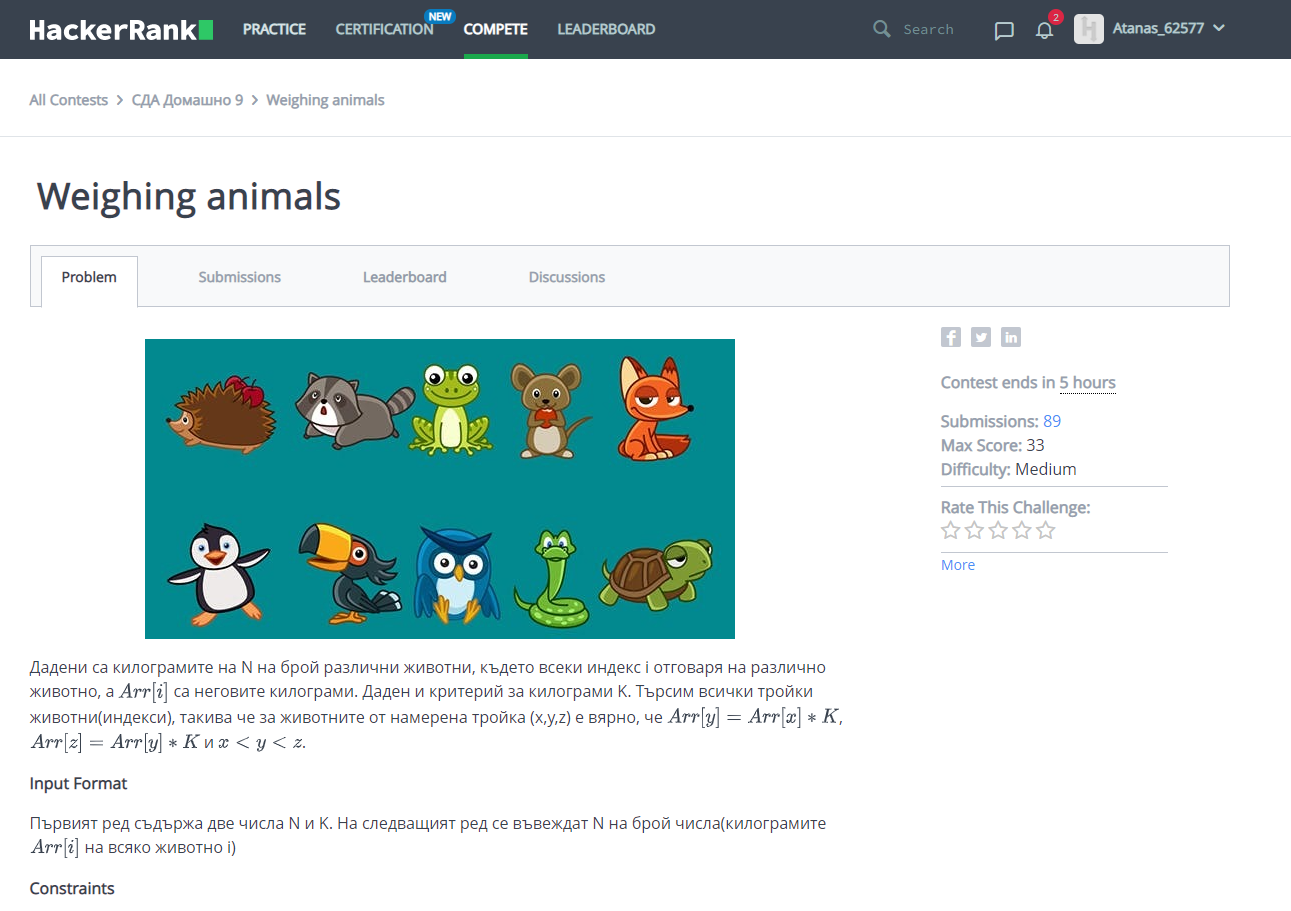 HackerRank PRACTICE CERTIFICATION NEW COMPETE LEADERBOARD Search 2 Atanas_62577
All Contests > СДА Домашно 9 > Weighing animals
Weighing animals
Problem Submissions Leaderboard Discussions
Contest ends in 5 hours
Submissions: 89
Max Score: 33
Difficulty: Medium
Rate This Challenge:
More
Дадени са килограмите на N на брой различни животни, където всеки индекс i отговаря на различно
животно, а Arr[i] са неговите килограми. Даден и критерий за килограми K. Търсим всички тройки
животни(индекси), такива че за животните от намерена тройка (x,y,z) е вярно, че Arr[y] = Arr[x] * K,
Arr[z] = Arr[y] * K и x < y < z.
Input Format
Първият ред съдържа две числа N и K. На следващият ред се въвеждат N на брой числа(килограмите
Arr[i] на всяко животно i)
Constraints